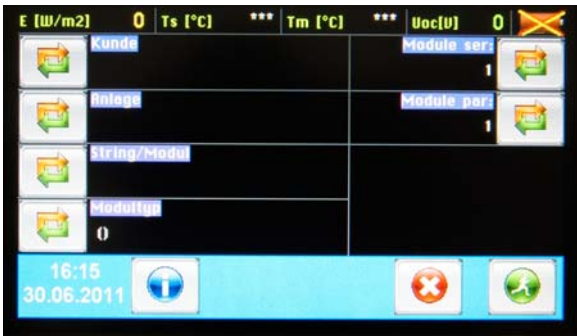 E [W/m2] 0 Ts [°C] *** Tm [°C] *** Uoc[V] 0
Kunde
Module ser:
1
Anlage
Module par:
1
String/Modul
Modultyp
()
16:15
30.06.2011